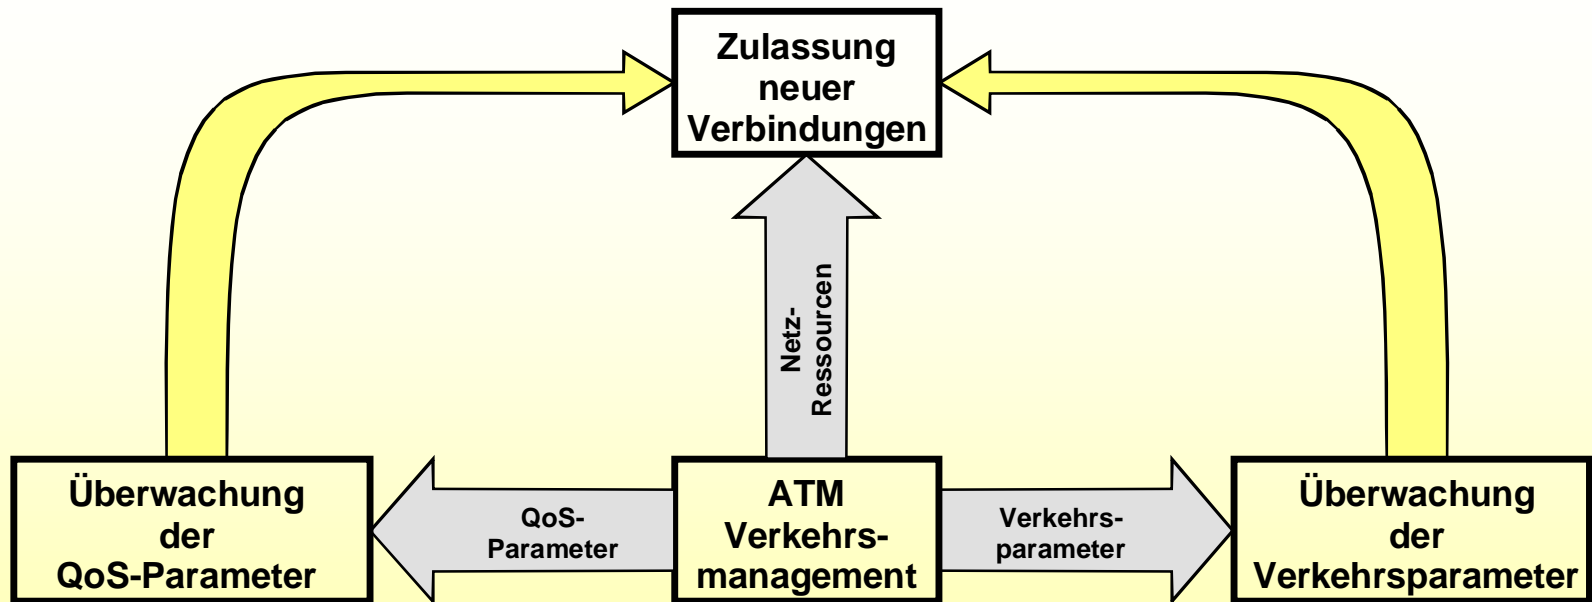 Zulassung
neuer
Verbindungen
Netz-
Ressourcen
Überwachung
der
QoS-Parameter
QoS-
Parameter
ATM
Verkehrs-
management
Verkehrs-
parameter
Überwachung
der
Verkehrsparameter